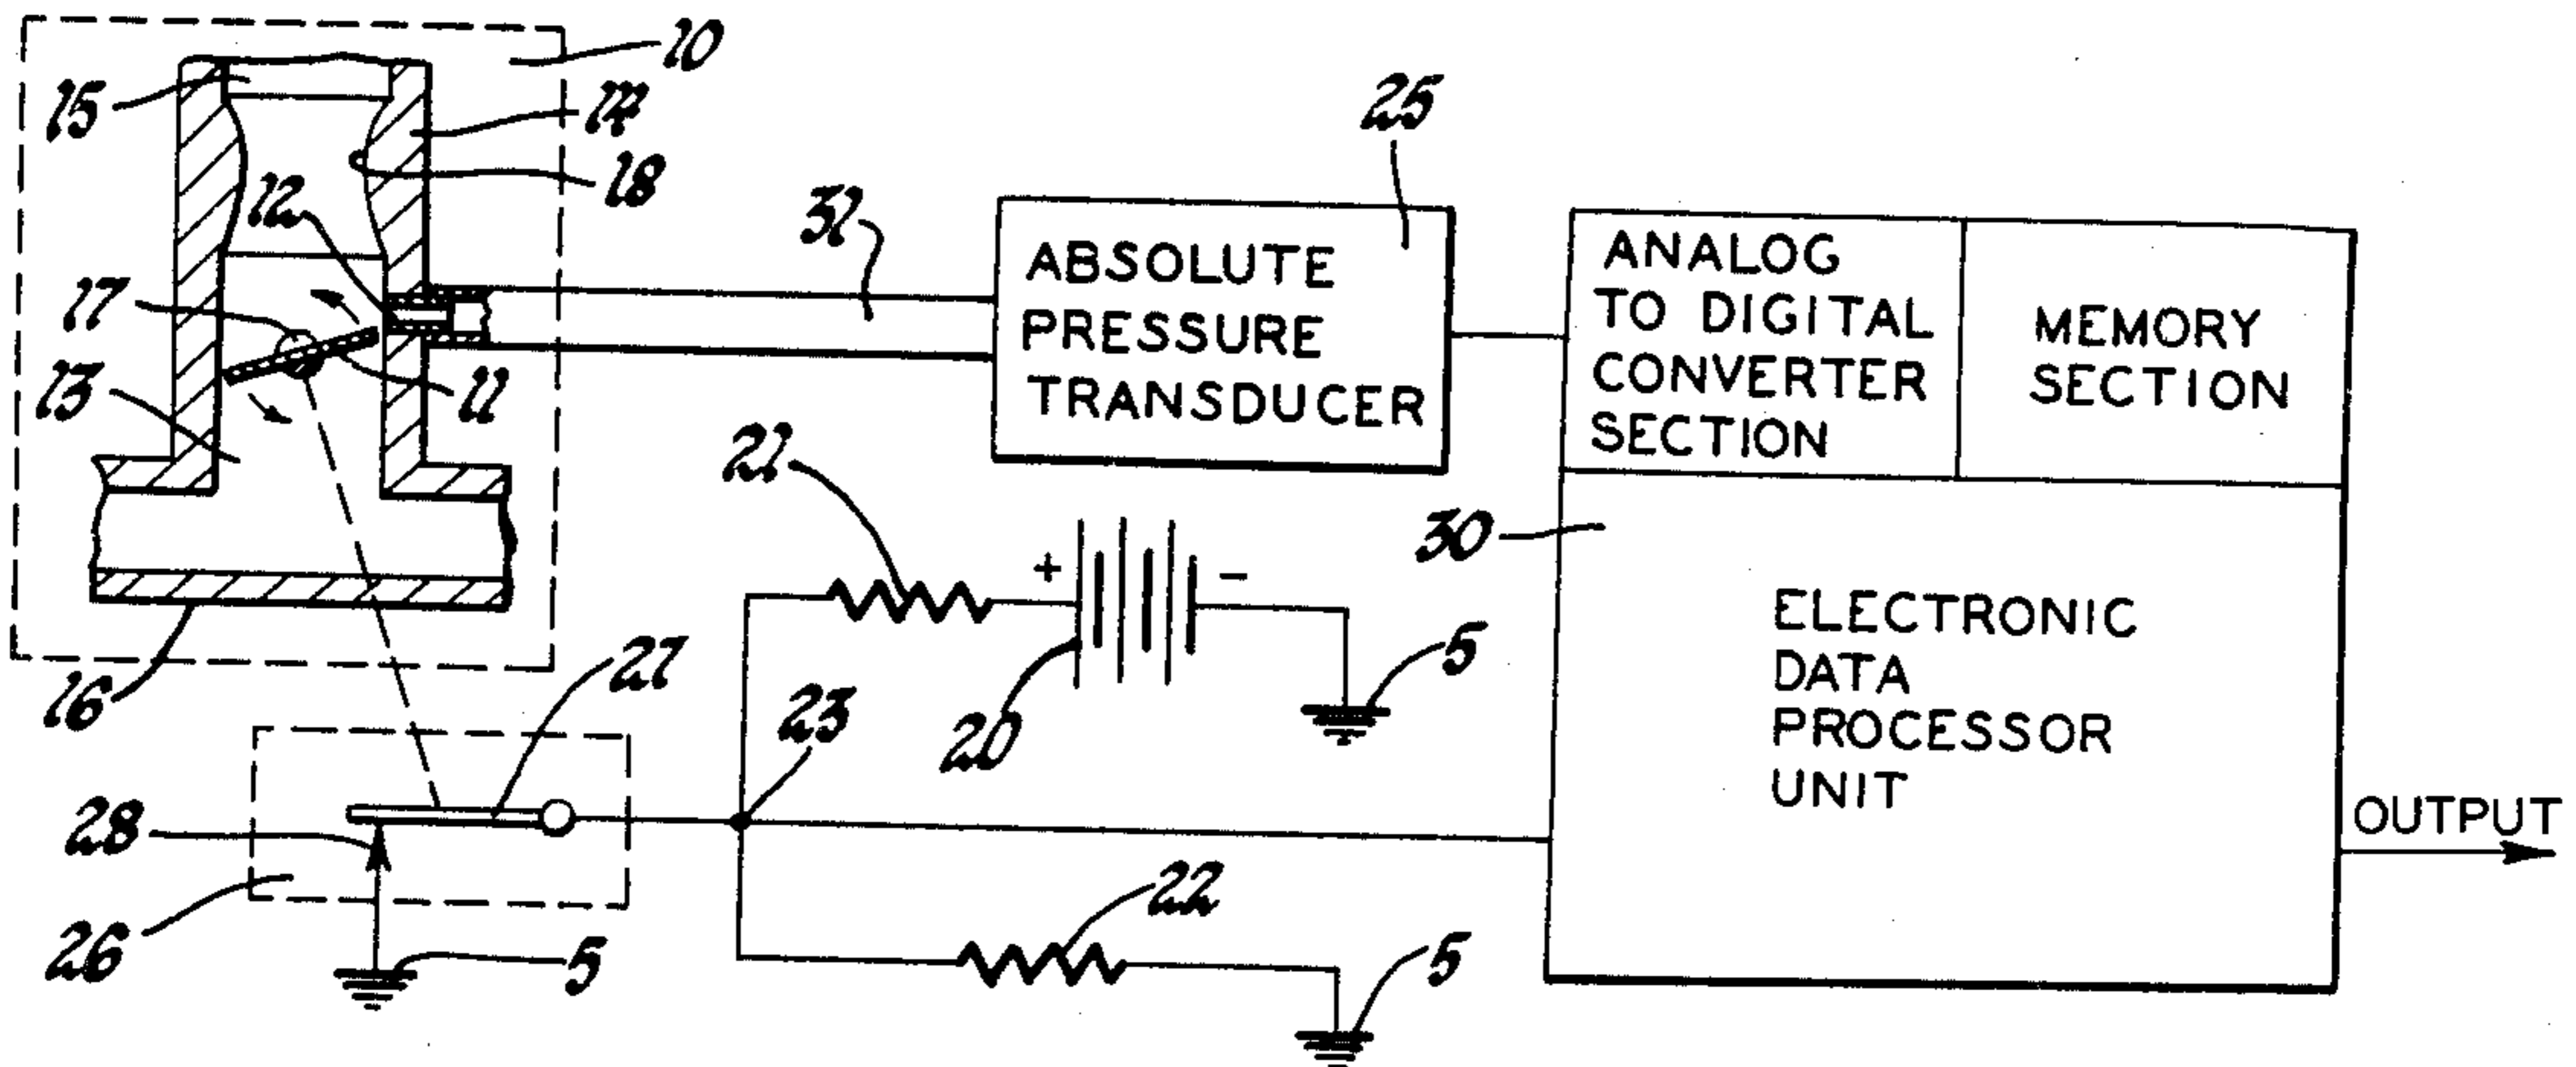 10
15
14
25
18
12
31
ABSOLUTE
PRESSURE
TRANSDUCER
ANALOG
TO DIGITAL
CONVERTER
SECTION
MEMORY
SECTION
17
13
11
21
30
+
-
ELECTRONIC
DATA
PROCESSOR
UNIT
5
16
27
23
20
28
OUTPUT
22
26
5
5